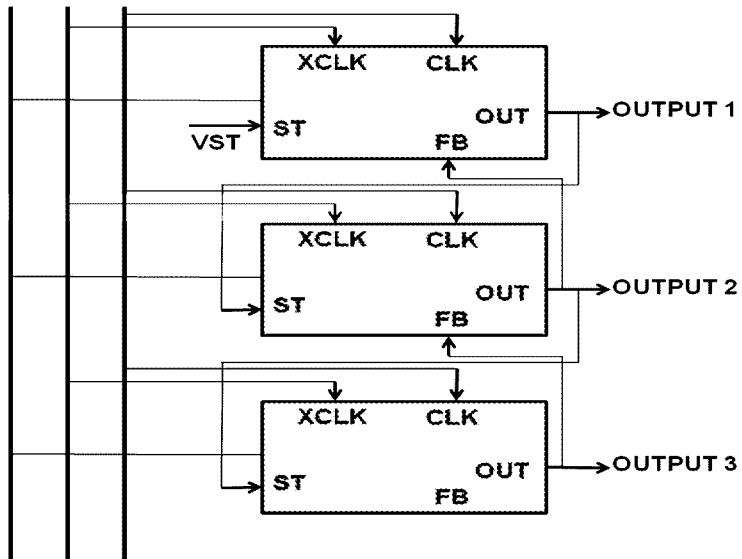 XCLK CLK
ST
VST
OUT
FB
OUTPUT 1
XCLK CLK
ST
OUT
FB
OUTPUT 2
XCLK CLK
ST
OUT
FB
OUTPUT 3